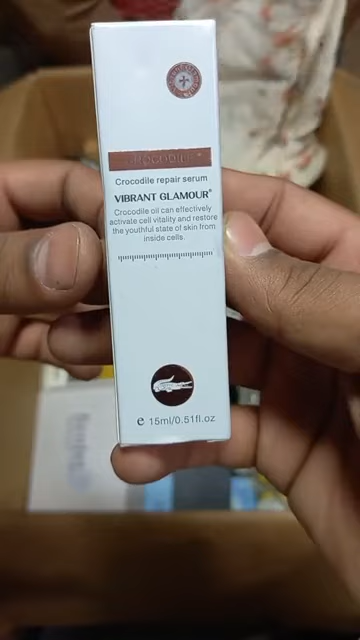 CROCODILE
Crocodile repair serum
VIBRANT GLAMOUR®
Crocodile oil can effectively
activate cell vitality and restore
the youthful state of skin from
inside cells.
e 15ml/0.51fl.oz